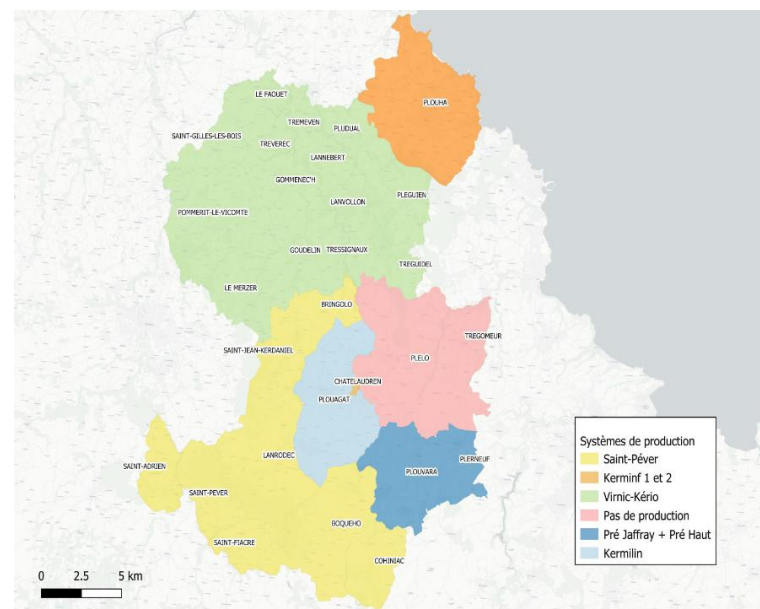 PLOUHA
LE FAOUET
TREMEVEN
PLUDUAL
SAINT-GILLES-LES-BOIS
TREVEREC
LANNEBERT
GOMMENEC'H
PLEGUIEN
LANVOLLON
POMMERIT-LE-VICOMTE
GOUDELIN
TRESSIGNAUX
TREGUIDEL
LE MERZER
BRINGOLO
TREGOMEUR
SAINT-JEAN-KERDANIEL
PLELO
CHATELAUDREN
PLOUAGAT
LANRODEC
PLERNEUF
SAINT-ADRIEN
PLOUVARA
SAINT-PEVER
BOQUEHO
SAINT-FIACRE
COHINIAC
Systèmes de production
Saint-Péver
Kerminf 1 et 2
Virnic-Kério
Pas de production
Pré Jaffray + Pré Haut
Kermilin
0 2.5 5 km